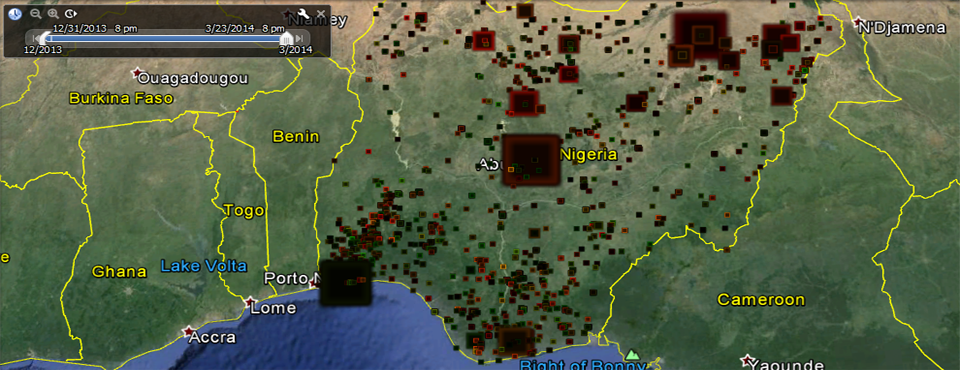 12/31/2013 8 pm
3/23/2014 8 pm
12/2013
3/2014
Niamey
N'Djamena
Ouagadougou
Burkina Faso
Benin
Nigeria
Togo
Lake Volta
Ghana
Porto
Lome
Cameroon
Accra
Bight of Bonny
Yaounde